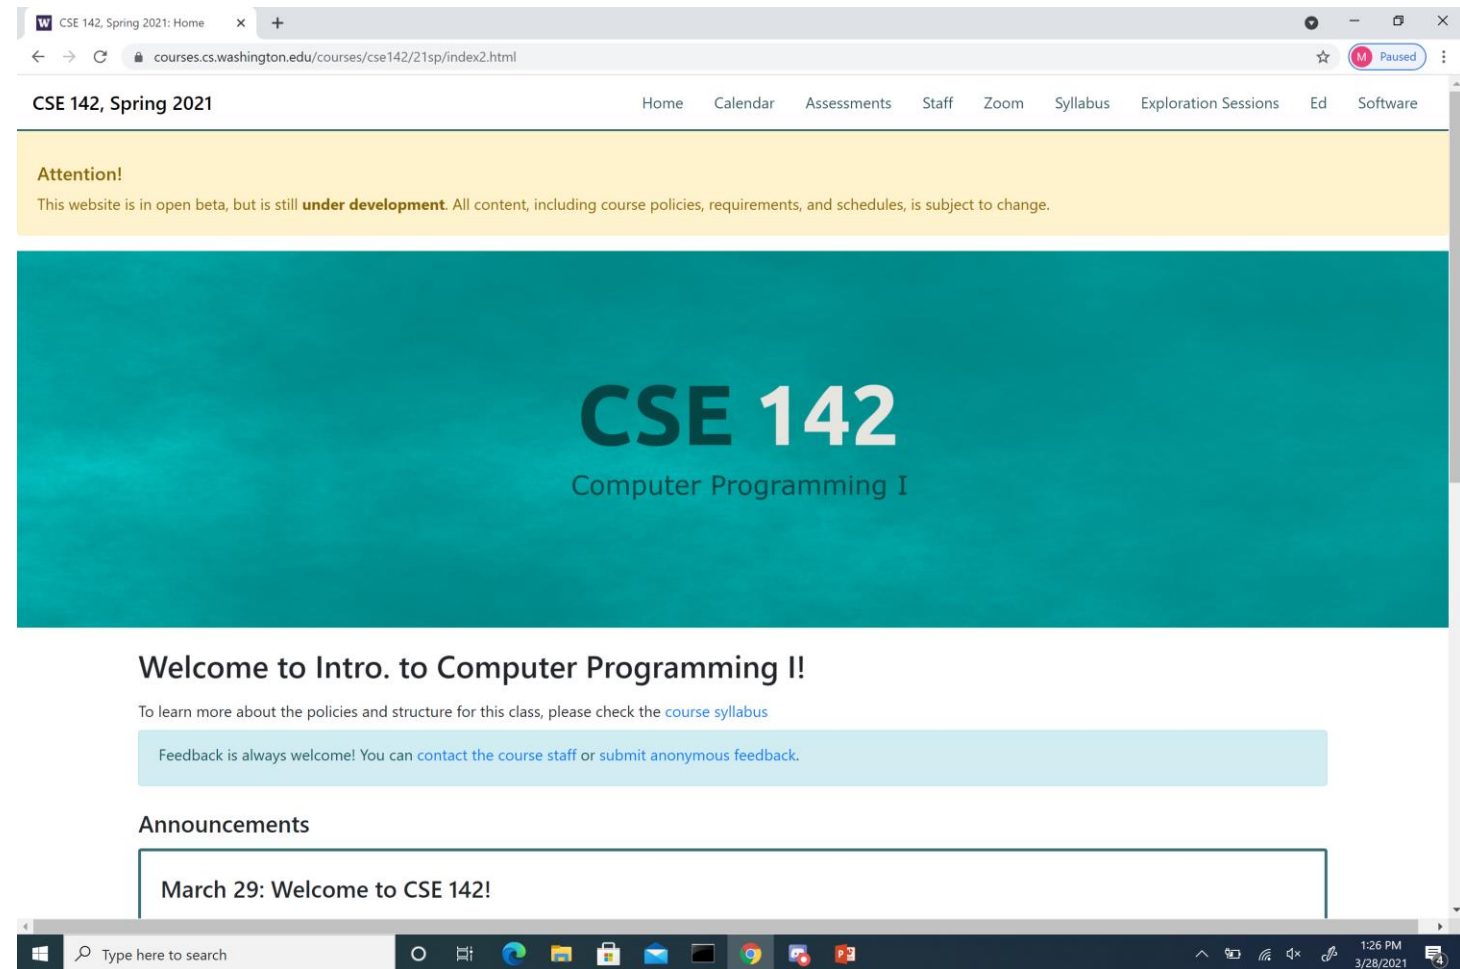 CSE 142, Spring 2021: Home
courses.cs.washington.edu/courses/cse142/21sp/index2.html
M Paused
CSE 142, Spring 2021
Home Calendar Assessments Staff Zoom Syllabus Exploration Sessions Ed Software
Attention!
This website is in open beta, but is still under development. All content, including course policies, requirements, and schedules, is subject to change.
CSE 142
Computer Programming I
Welcome to Intro. to Computer Programming I!
To learn more about the policies and structure for this class, please check the course syllabus
Feedback is always welcome! You can contact the course staff or submit anonymous feedback.
Announcements
March 29: Welcome to CSE 142!
Type here to search
1:26 PM
3/28/2021
4